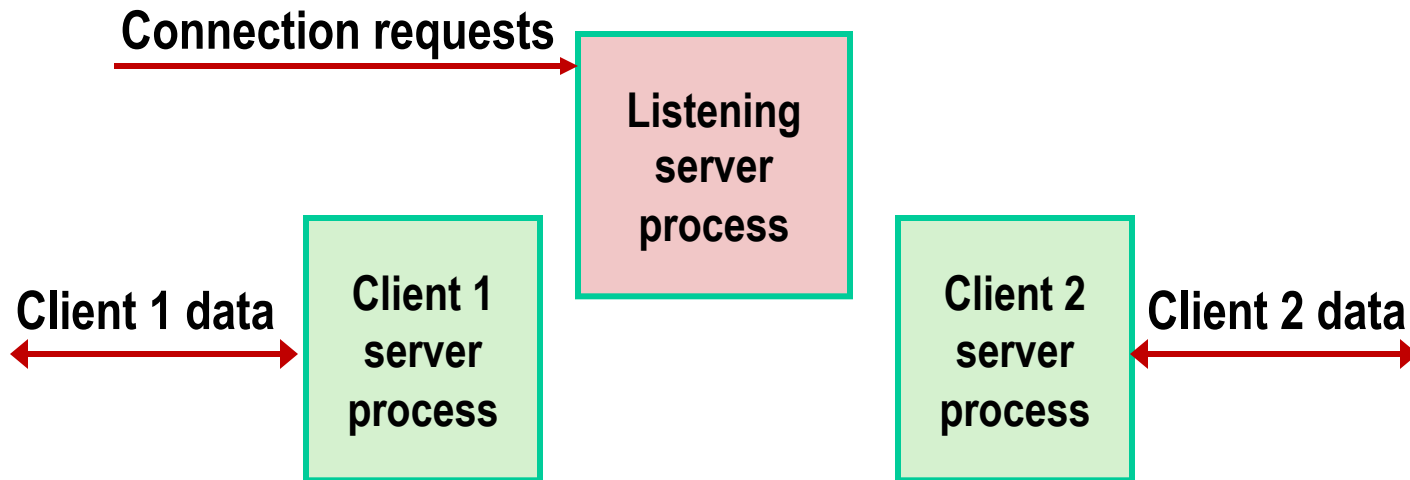 Connection requests
Listening
server
process
Client 1 data
Client 1
server
process
Client 2
server
process
Client 2 data